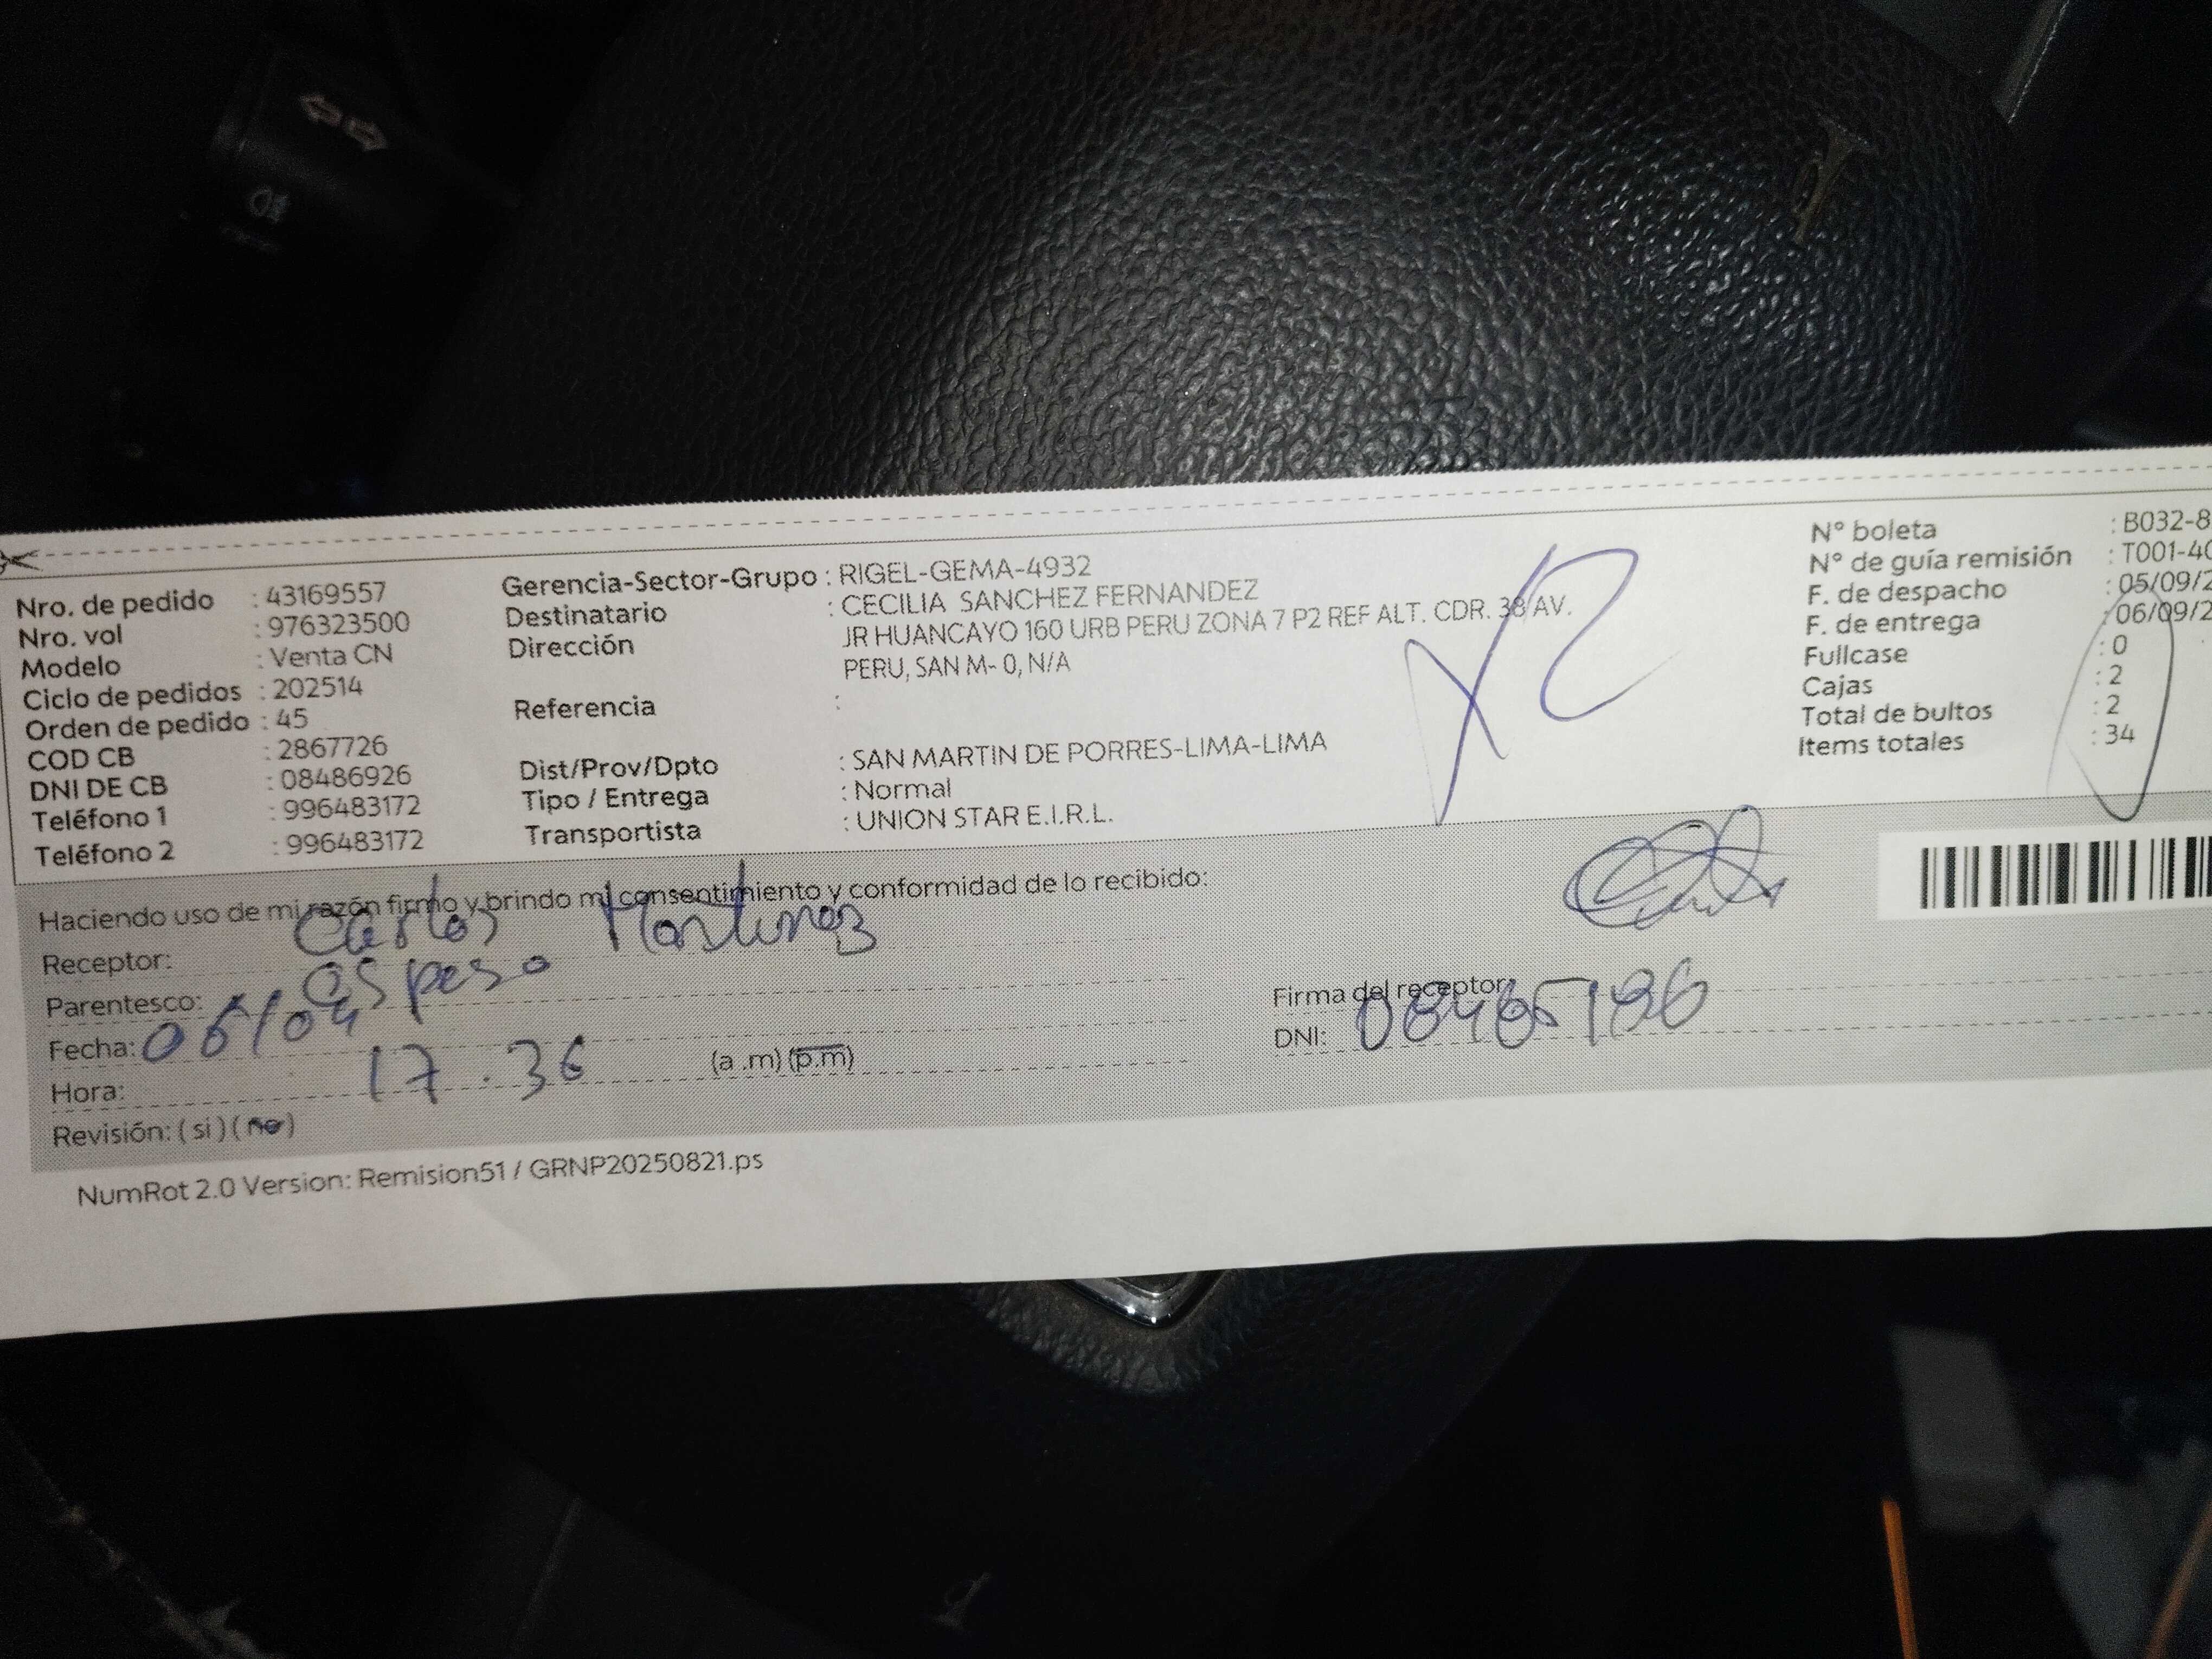 Nro. de pedido : 43169557
Nro. vol : 976323500
Modelo : Venta CN
Ciclo de pedidos : 202514
Orden de pedido : 45
COD CB : 2867726
DNI DE CB : 08486926
Teléfono 1 : 996483172
Teléfono 2 : 996483172
Gerencia-Sector-Grupo : RIGEL-GEMA-4932
Destinatario : CECILIA SANCHEZ FERNANDEZ
Dirección JR HUANCAYO 160 URB PERU ZONA 7 P2 REF ALT. CDR. 38 AV.
PERU, SAN M- 0, N/A
Referencia :
Dist/Prov/Dpto : SAN MARTIN DE PORRES-LIMA-LIMA
Tipo / Entrega : Normal
Transportista : UNION STAR E.I.R.L.
X2
N° boleta : B032-8
N° de guía remisión : T001-40
F. de despacho : 05/09/2
F. de entrega : 06/09/2
Fullcase : 0
Cajas : 2
Total de bultos : 2
Items totales : 34
Haciendo uso de mi razón firmo y brindo mi consentimiento y conformidad de lo recibido:
Receptor: Carlos Martinez
Parentesco: esposo
Fecha:
Hora: 17.36 (a .m) (p.m)
Revisión: ( si ) ( no )
Firma del receptor
DNI:
NumRot 2.0 Version: Remision51 / GRNP20250821.ps